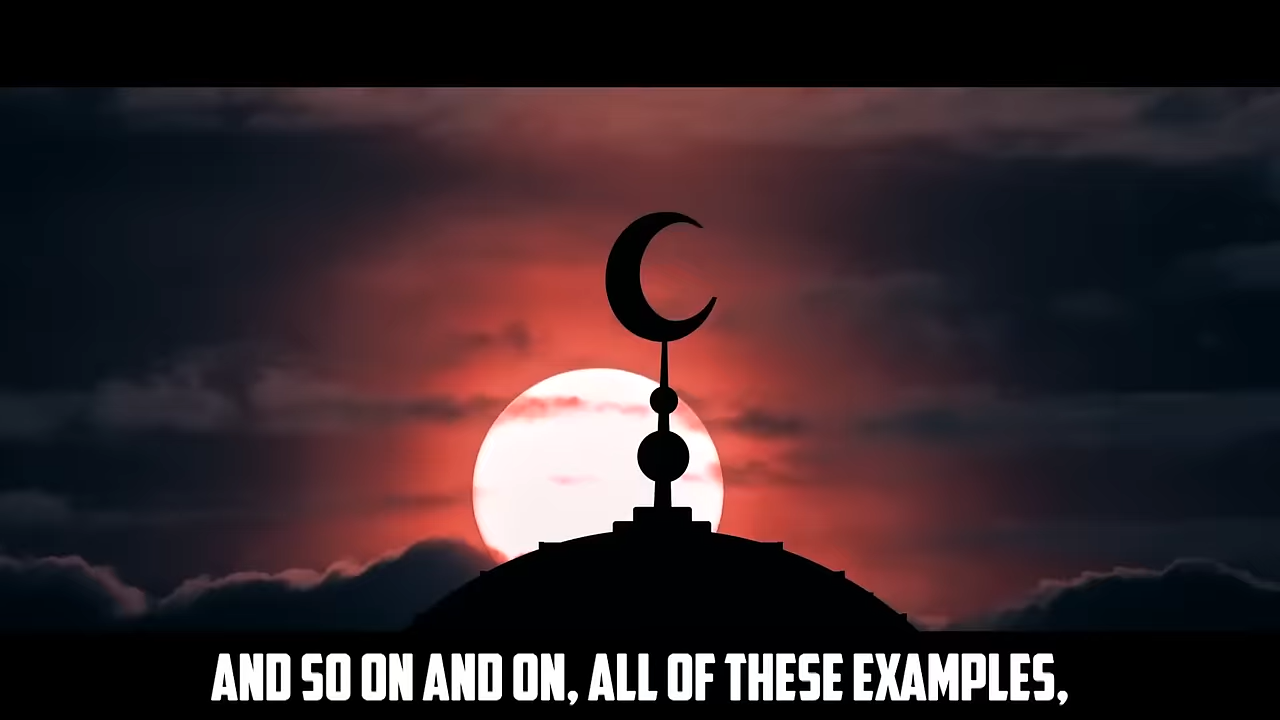 AND SO ON AND ON, ALL OF THESE EXAMPLES,